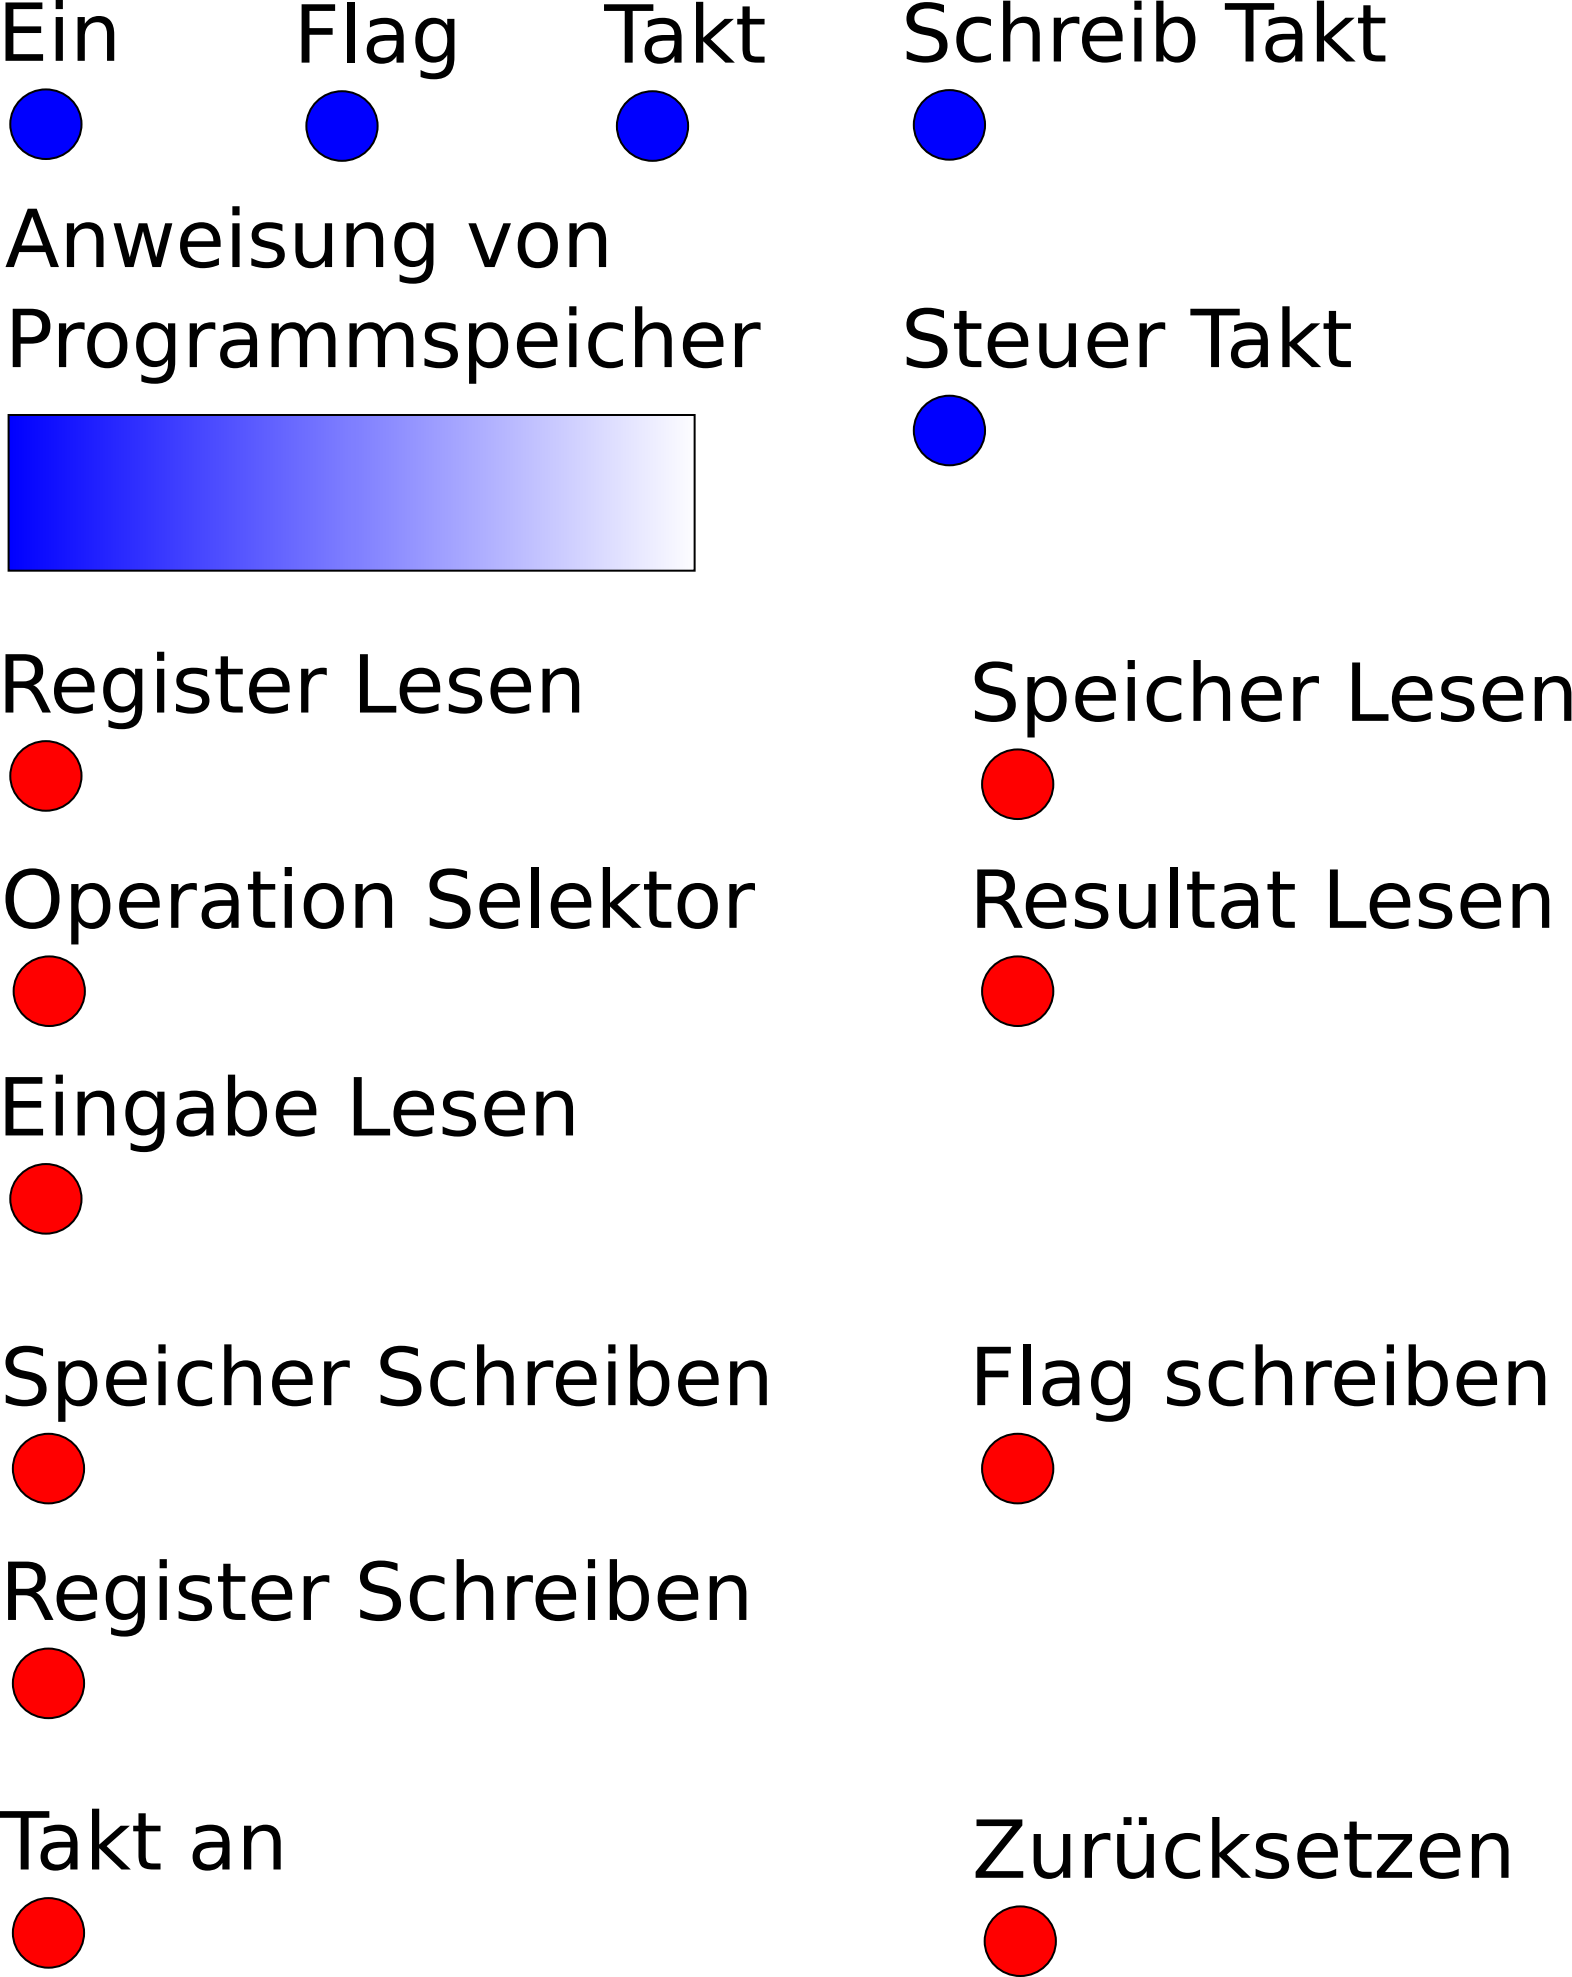 Ein Flag Takt Schreib Takt
Anweisung von
Programmspeicher
Steuer Takt
Register Lesen
Speicher Lesen
Operation Selektor
Resultat Lesen
Eingabe Lesen
Speicher Schreiben
Flag schreiben
Register Schreiben
Takt an
Zurücksetzen